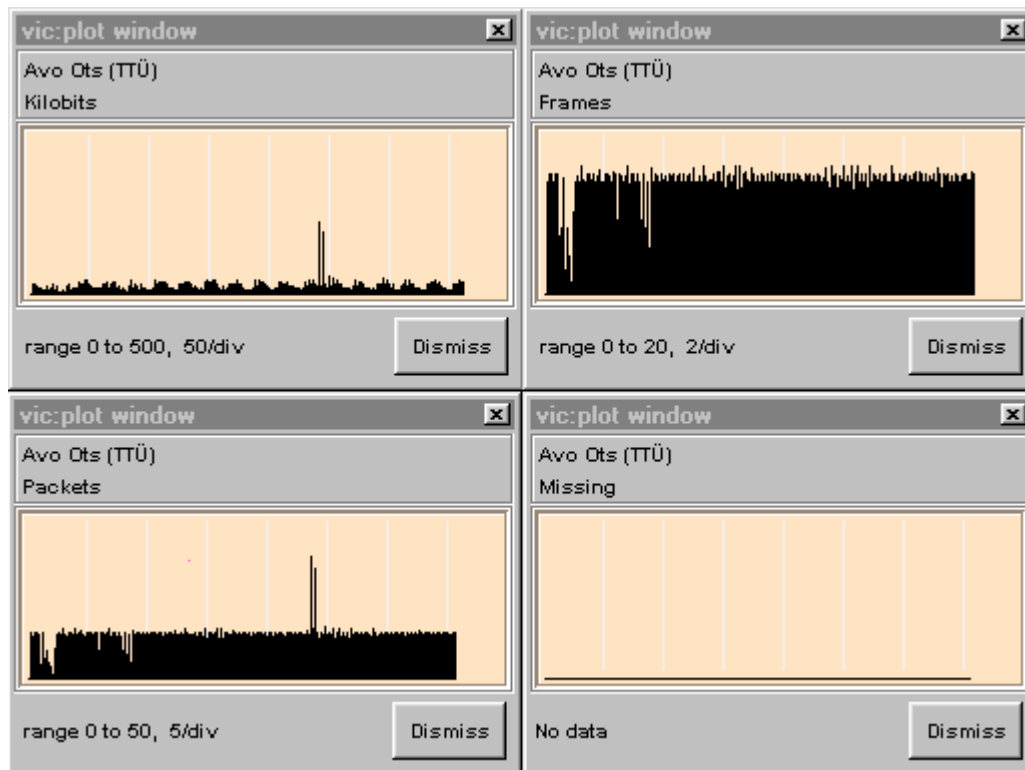 vic:plot window
Avo Ots (TTÜ)
Kilobits
range 0 to 500, 50/div
Dismiss
vic:plot window
Avo Ots (TTÜ)
Frames
range 0 to 20, 2/div
Dismiss
vic:plot window
Avo Ots (TTÜ)
Packets
range 0 to 50, 5/div
Dismiss
vic:plot window
Avo Ots (TTÜ)
Missing
No data
Dismiss